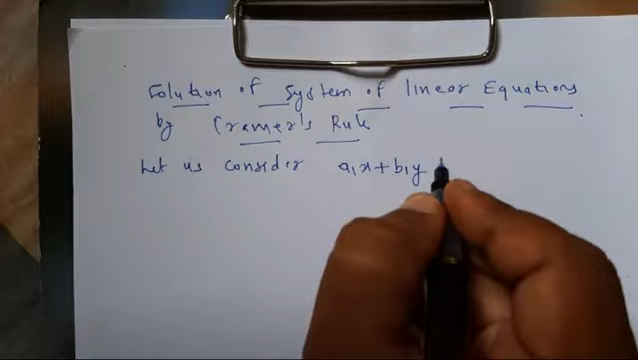 Solution of System of linear Equations
by Cramer's Rule
Let us consider a₁x+b₁y